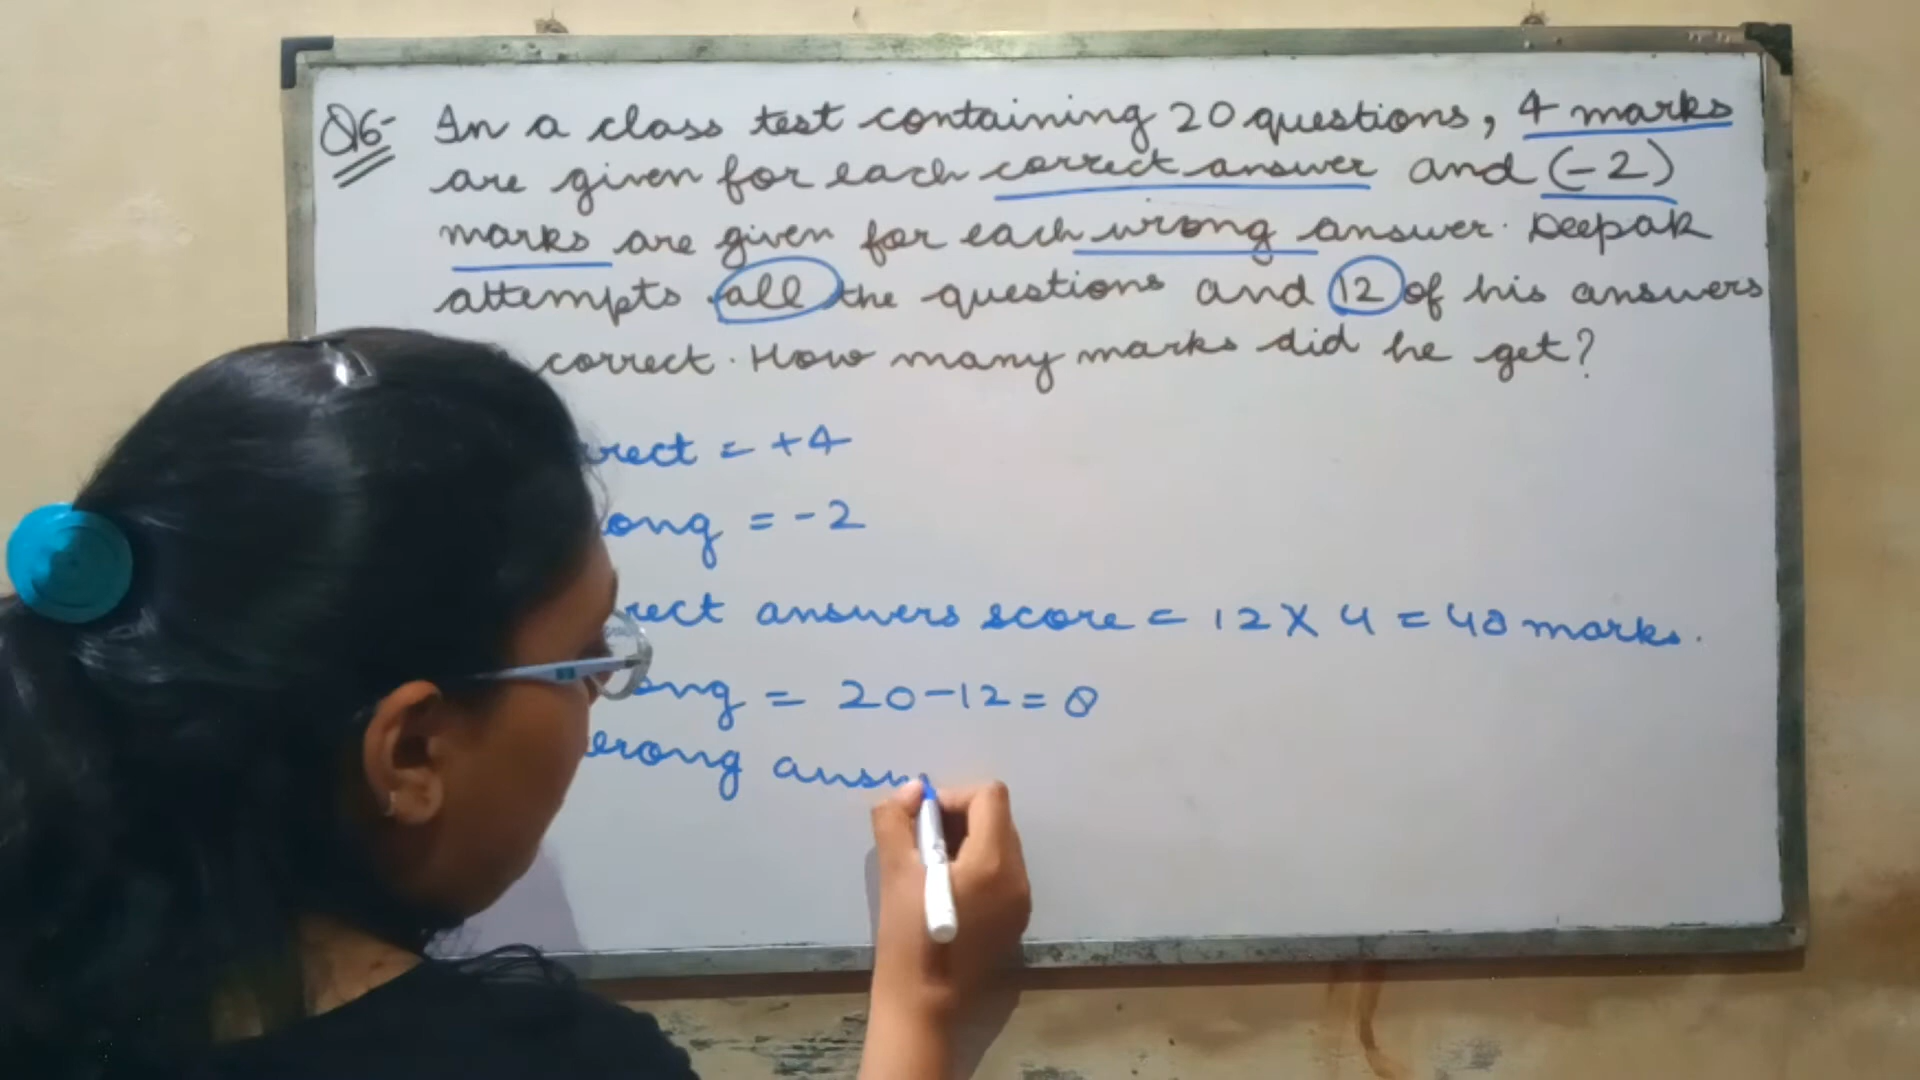 Q6- In a class test containing 20 questions, 4 marks
are given for each correct answer and (-2)
marks are given for each wrong answer. Deepak
attempts all the questions and 12 of his answers
correct. How many marks did he get?
rrect = +4
ong = -2
rect answers score = 12 X 4 = 48 marks.
ong = 20-12 = 8
wrong answ